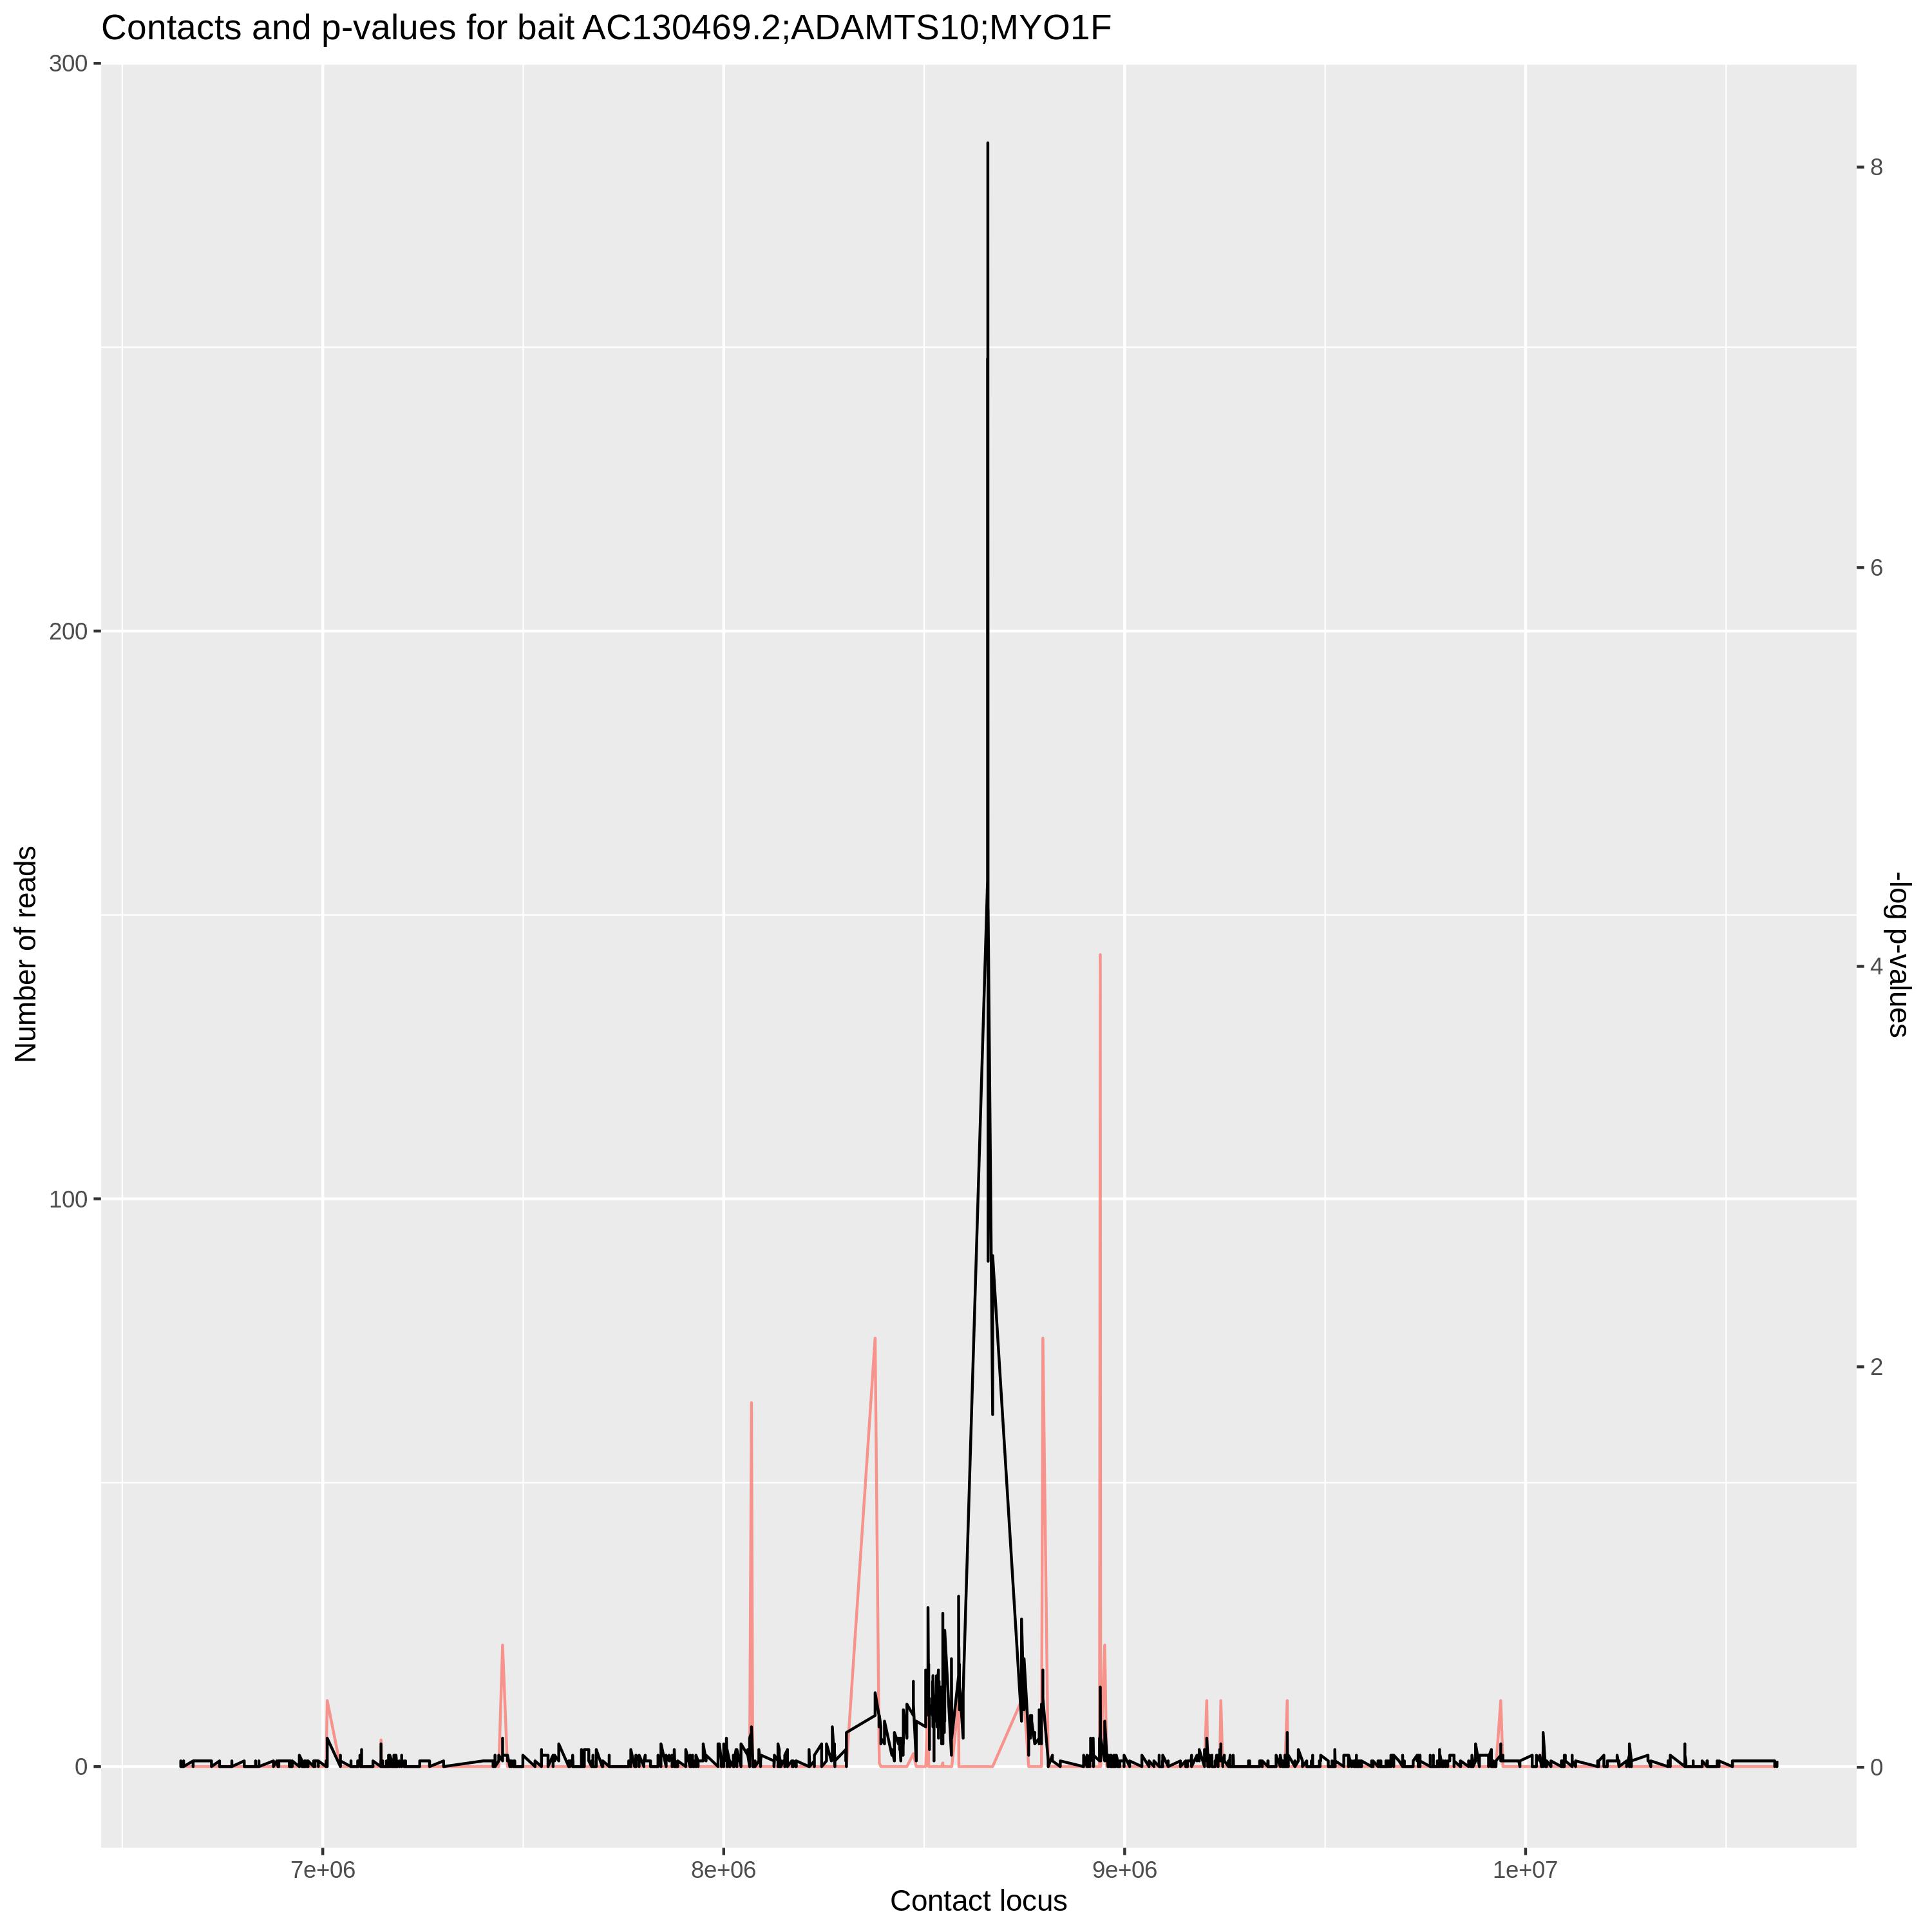 Contacts and p-values for bait AC130469.2;ADAMTS10;MYO1F
300
200
100
0
Number of reads
8
6
4
2
0
-log p-values
7e+06
8e+06
9e+06
1e+07
Contact locus